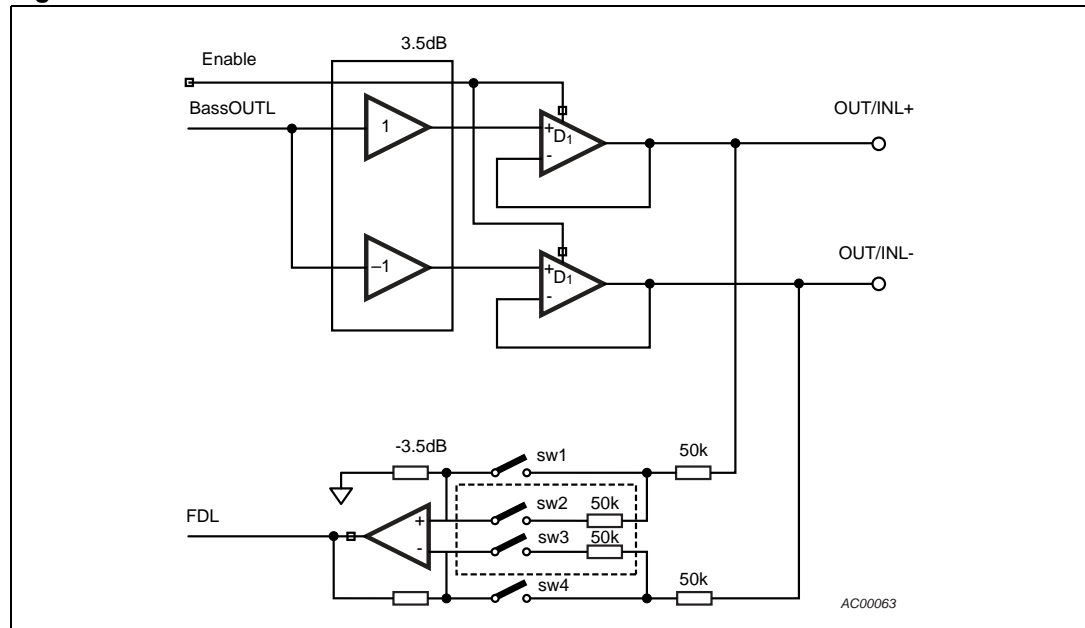 3.5dB
Enable
BassOUTL
OUT/INL+
1
+
D1
-
OUT/INL-
–1
+
D1
-
-3.5dB
sw1
50k
sw2
50k
FDL
+
sw3
50k
-
sw4
50k
AC00063